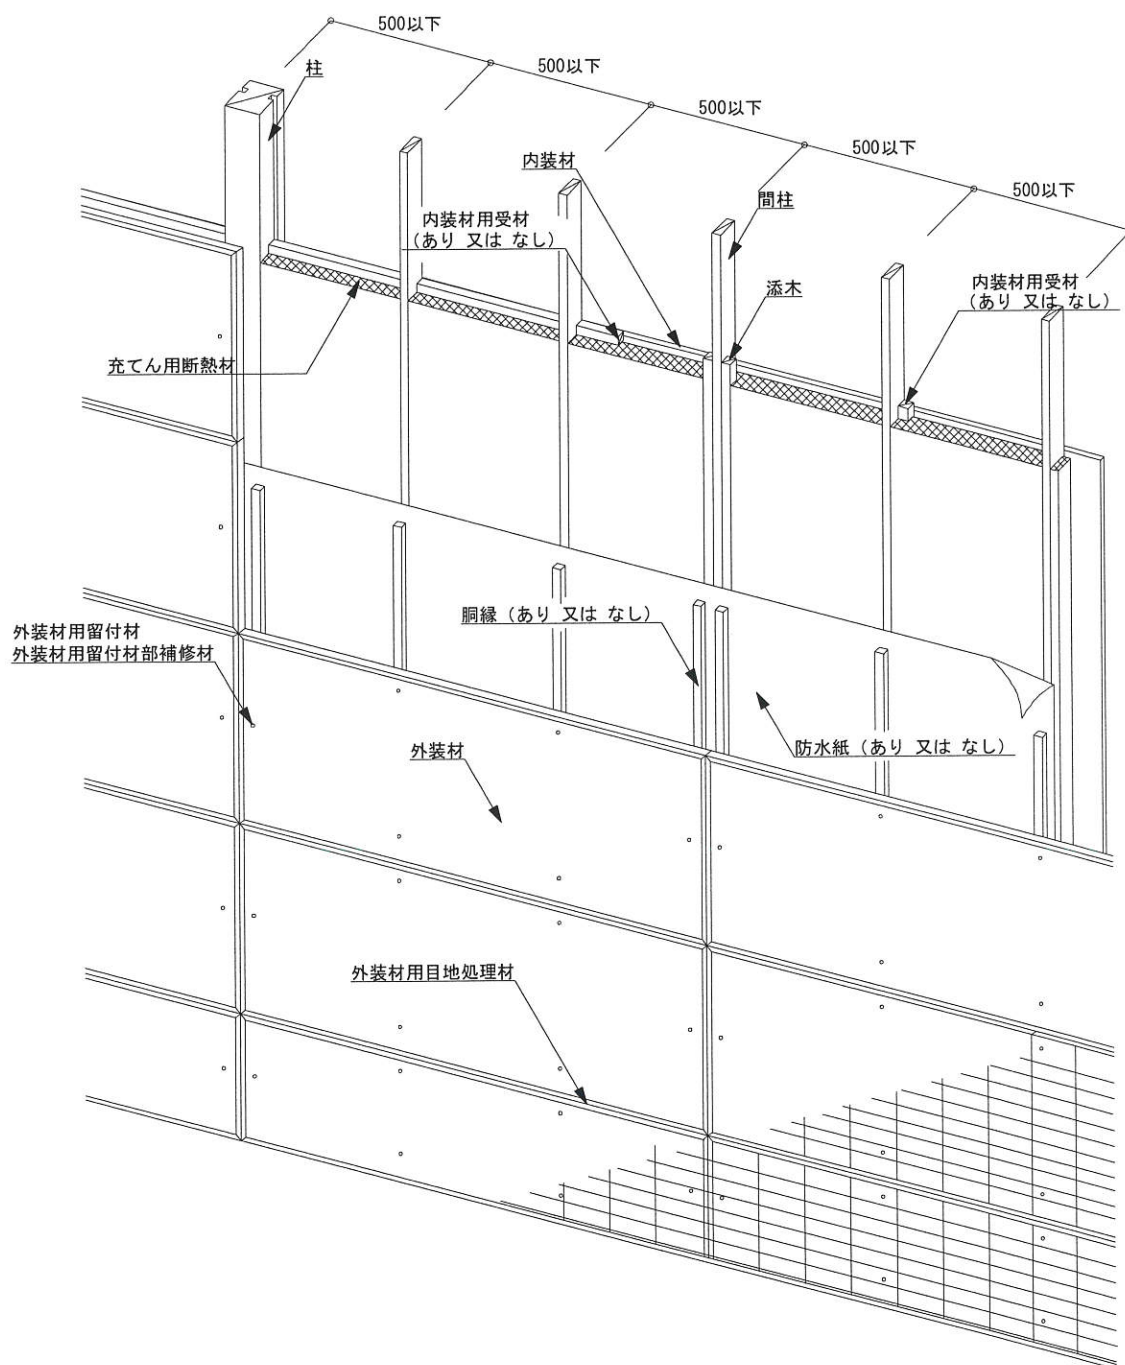 500以下
500以下
500以下
500以下
500以下
柱
内装材
間柱
内装材用受材
(あり 又は なし)
添木
内装材用受材
(あり 又は なし)
充てん用断熱材
胴縁 (あり 又は なし)
外装材用留付材
外装材用留付材部補修材
防水紙 (あり 又は なし)
外装材
外装材用目地処理材